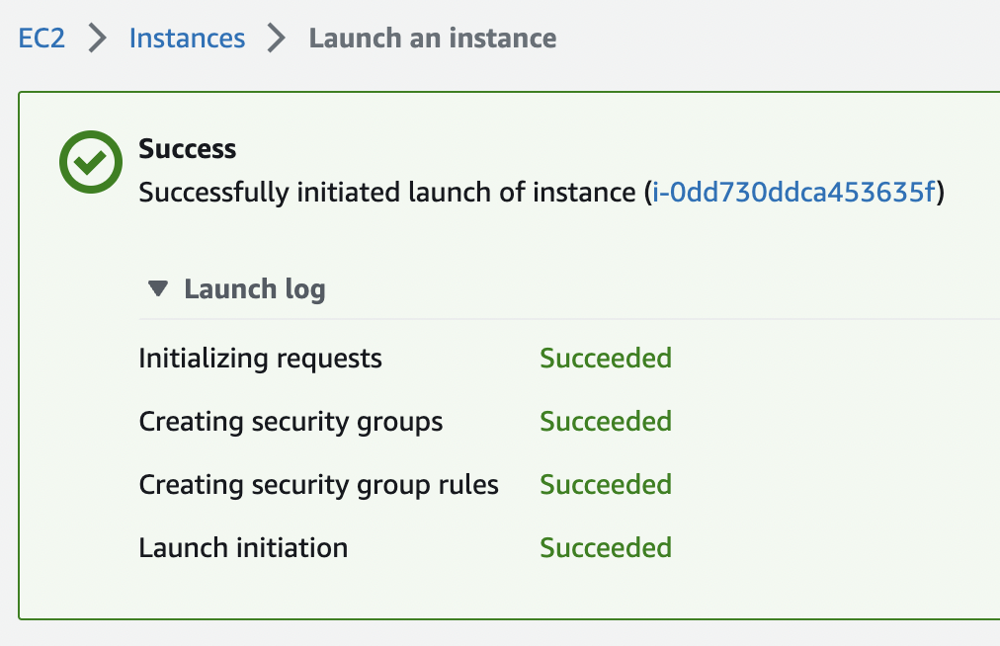 EC2 > Instances > Launch an instance
Success
Successfully initiated launch of instance (i-0dd730ddca453635f)
Launch log
Initializing requests Succeeded
Creating security groups Succeeded
Creating security group rules Succeeded
Launch initiation Succeeded